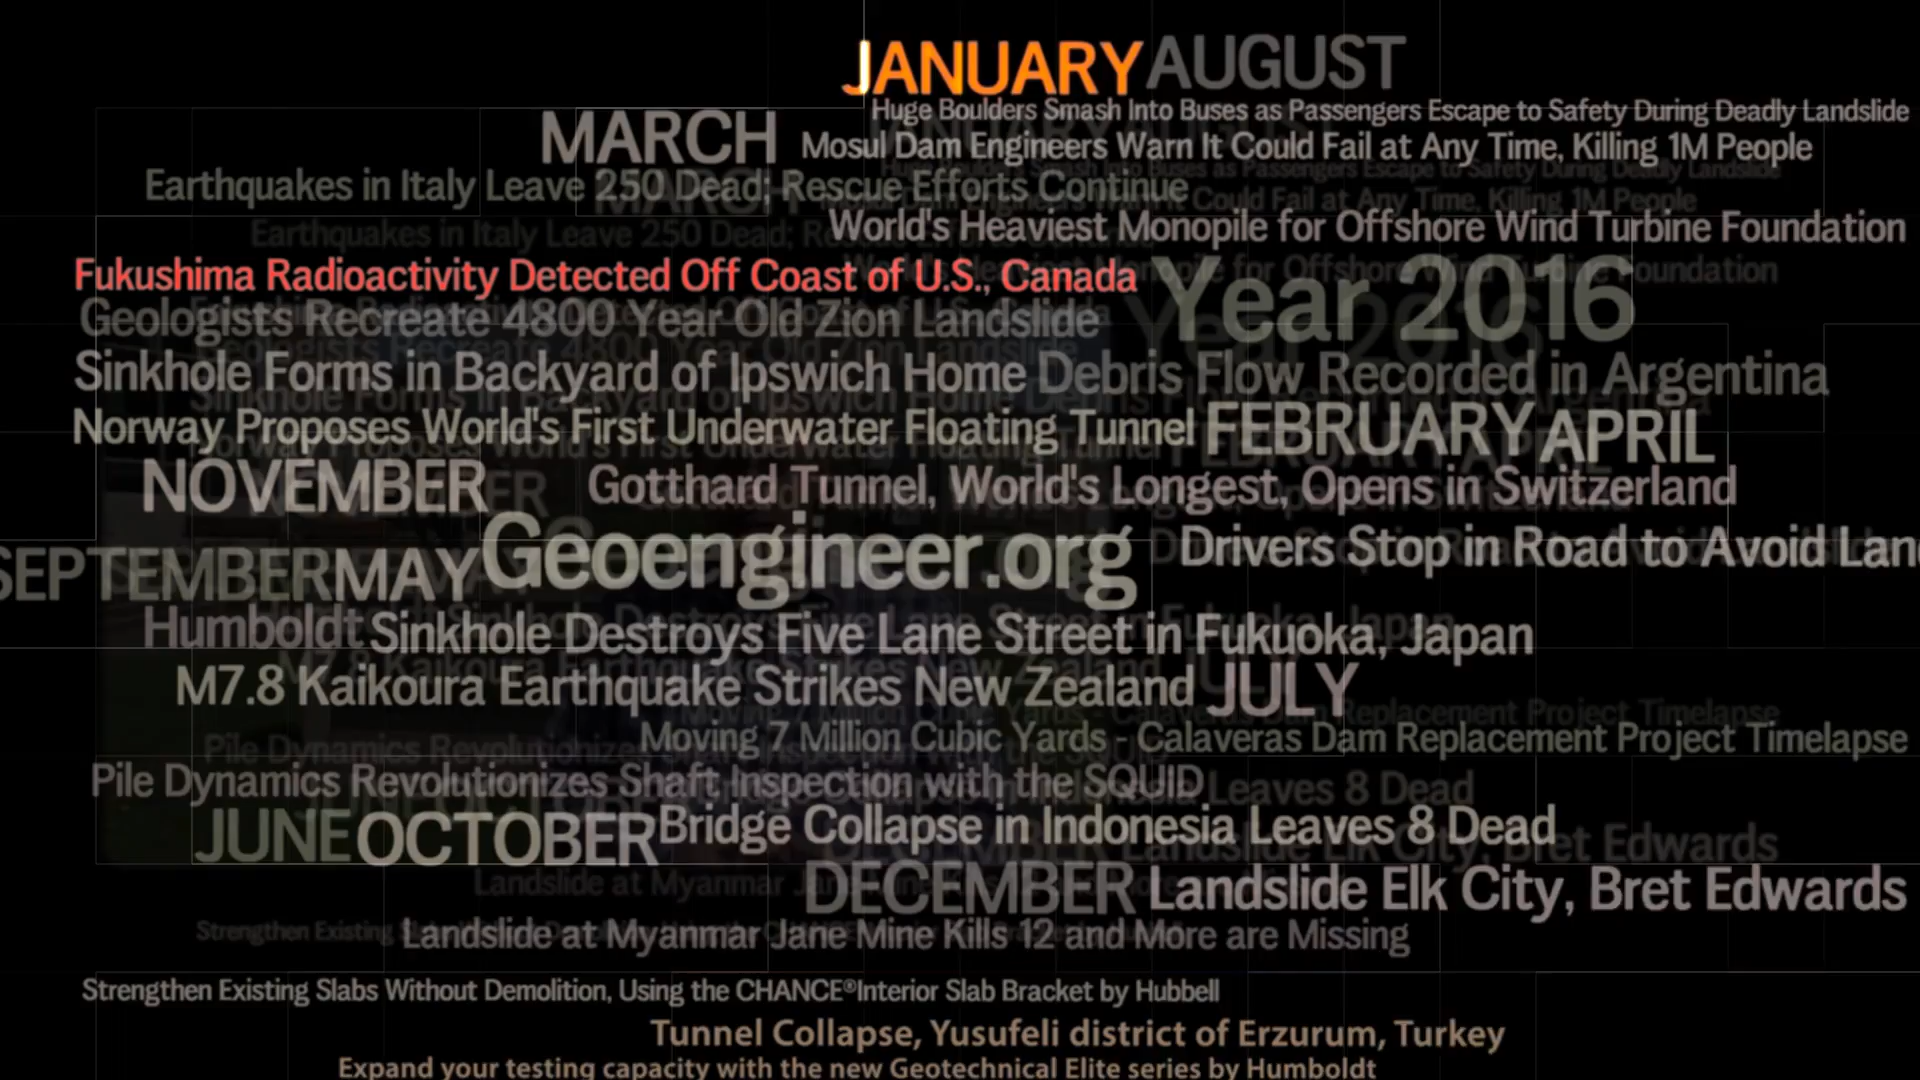 JANUARY AUGUST
Huge Boulders Smash Into Buses as Passengers Escape to Safety During Deadly Landslide
MARCH Mosul Dam Engineers Warn It Could Fail at Any Time, Killing 1M People
Earthquakes in Italy Leave 250 Dead; Rescue Efforts Continue
World's Heaviest Monopile for Offshore Wind Turbine Foundation
Fukushima Radioactivity Detected Off Coast of U.S., Canada
Year 2016
Geologists Recreate 4800 Year Old Zion Landslide
Sinkhole Forms in Backyard of Ipswich Home Debris Flow Recorded in Argentina
Norway Proposes World's First Underwater Floating Tunnel FEBRUARY APRIL
NOVEMBER Gotthard Tunnel, World's Longest, Opens in Switzerland
Geoengineer.org Drivers Stop in Road to Avoid Lan
SEPTEMBER MAY
Humboldt Sinkhole Destroys Five Lane Street in Fukuoka, Japan
M7.8 Kaikoura Earthquake Strikes New Zealand JULY
Moving 7 Million Cubic Yards - Calaveras Dam Replacement Project Timelapse
Pile Dynamics Revolutionizes Shaft Inspection with the SQUID
JUNE OCTOBER Bridge Collapse in Indonesia Leaves 8 Dead
DECEMBER Landslide Elk City, Bret Edwards
Landslide at Myanmar Jane Mine Kills 12 and More are Missing
Strengthen Existing Slabs Without Demolition, Using the CHANCE® Interior Slab Bracket by Hubbell
Tunnel Collapse, Yusufeli district of Erzurum, Turkey
Expand your testing capacity with the new Geotechnical Elite series by Humboldt